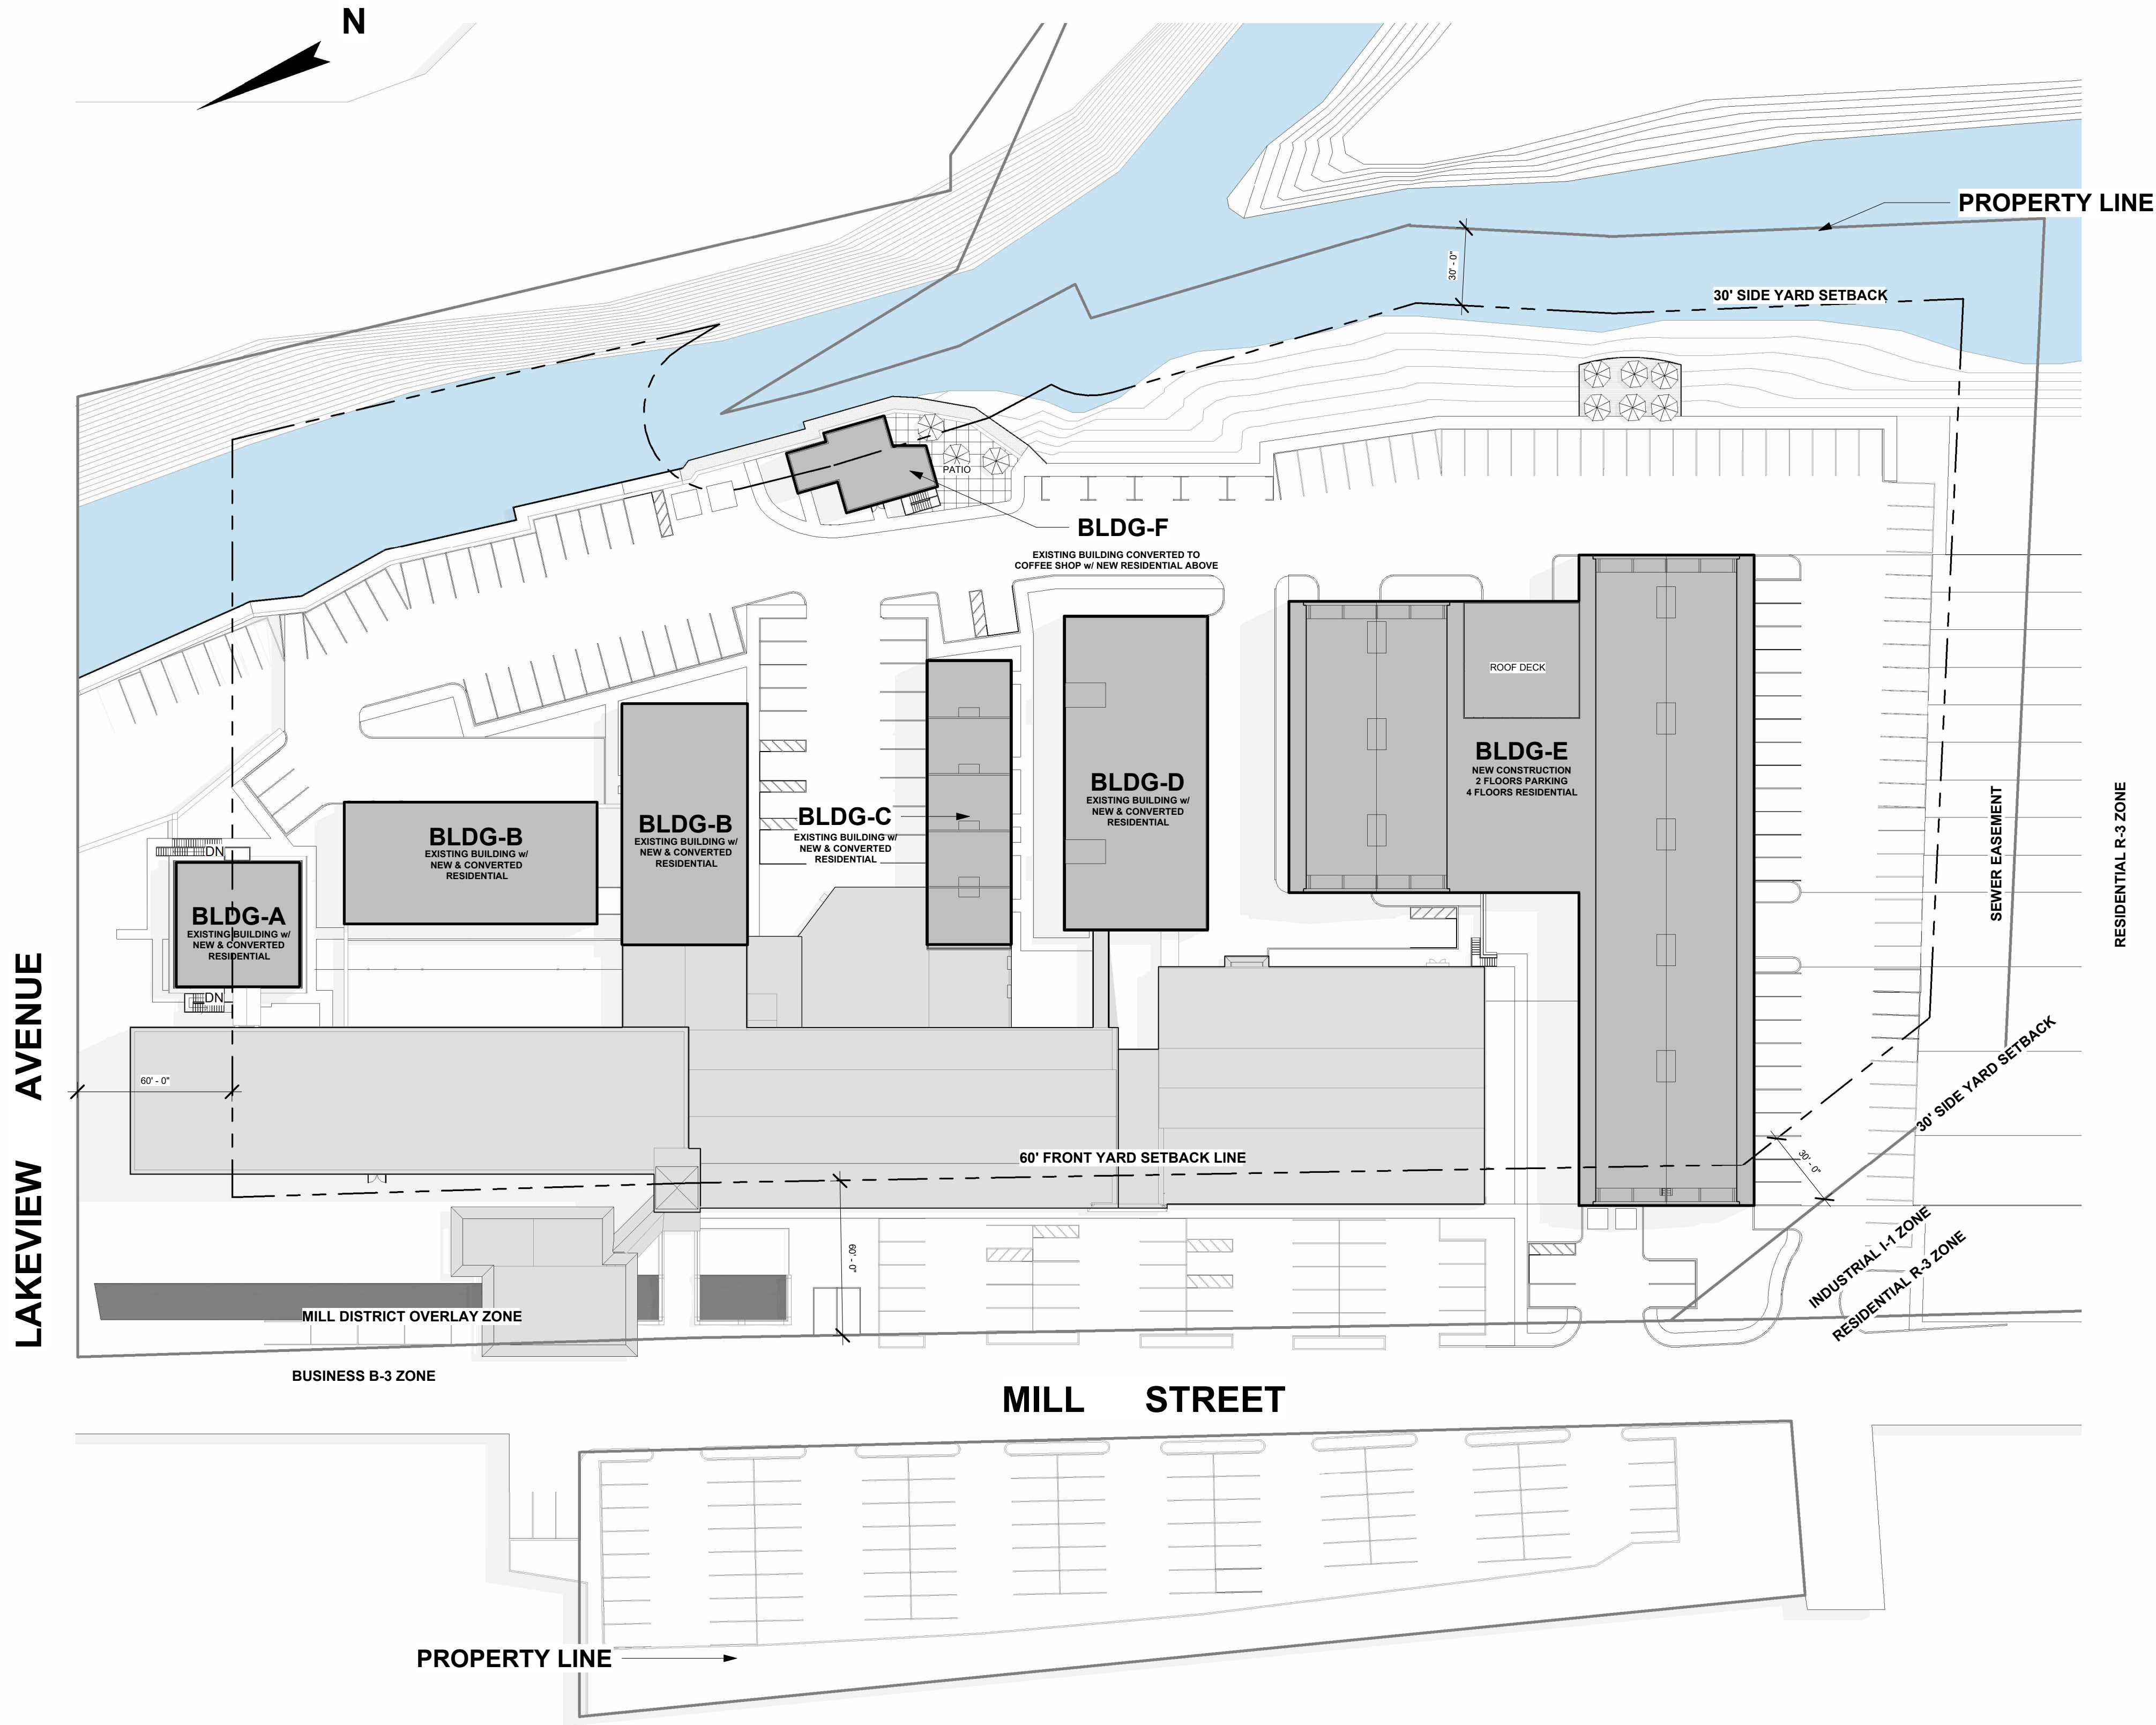 N
PROPERTY LINE
30' - 0"
30' SIDE YARD SETBACK
PATIO
BLDG-F
EXISTING BUILDING CONVERTED TO
COFFEE SHOP w/ NEW RESIDENTIAL ABOVE
ROOF DECK
BLDG-E
NEW CONSTRUCTION
2 FLOORS PARKING
4 FLOORS RESIDENTIAL
BLDG-D
EXISTING BUILDING w/
NEW & CONVERTED
RESIDENTIAL
BLDG-C
EXISTING BUILDING w/
NEW & CONVERTED
RESIDENTIAL
BLDG-B
EXISTING BUILDING w/
NEW & CONVERTED
RESIDENTIAL
BLDG-B
EXISTING BUILDING w/
NEW & CONVERTED
RESIDENTIAL
DN
BLDG-A
EXISTING BUILDING w/
NEW & CONVERTED
RESIDENTIAL
DN
SEWER EASEMENT
RESIDENTIAL R-3 ZONE
LAKEVIEW AVENUE
60' - 0"
30' SIDE YARD SETBACK
30' - 0"
60' FRONT YARD SETBACK LINE
60' - 0"
INDUSTRIAL I-1 ZONE
RESIDENTIAL R-3 ZONE
MILL DISTRICT OVERLAY ZONE
BUSINESS B-3 ZONE
MILL STREET
PROPERTY LINE